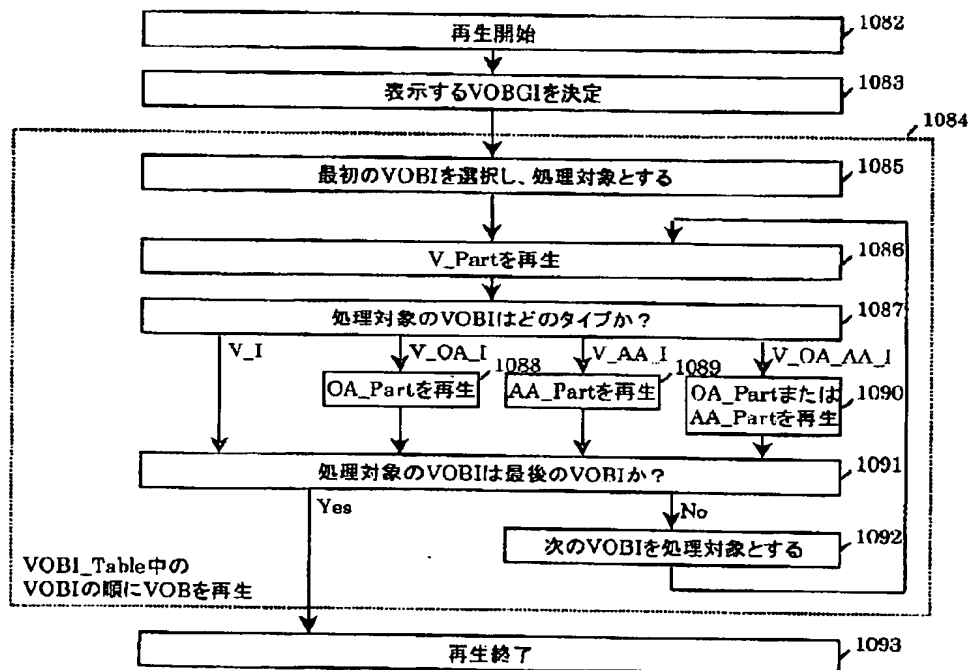 再生開始
1082
表示するVOBGIを決定
1083
1084
最初のVOBIを選択し、処理対象とする
1085
V_Partを再生
1086
処理対象のVOBIはどのタイプか?
1087
V_I
V_OA_I
V_AA_I
V_OA_AA_I
1088
1089
OA_Partを再生
AA_Partを再生
OA_Partまたは
AA_Partを再生
1090
処理対象のVOBIは最後のVOBIか?
1091
Yes
No
次のVOBIを処理対象とする
1092
VOBI_Table中の
VOBIの順にVOBを再生
再生終了
1093